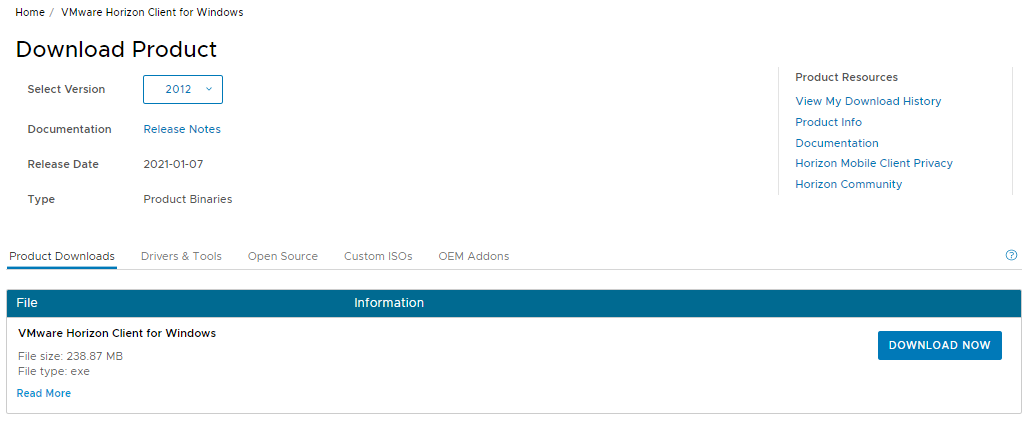 Home / VMware Horizon Client for Windows
Download Product
Select Version 2012
Documentation Release Notes
Release Date 2021-01-07
Type Product Binaries
Product Resources
View My Download History
Product Info
Documentation
Horizon Mobile Client Privacy
Horizon Community
Product Downloads Drivers & Tools Open Source Custom ISOs OEM Addons ?
File Information
VMware Horizon Client for Windows
File size: 238.87 MB
File type: exe
Read More
DOWNLOAD NOW